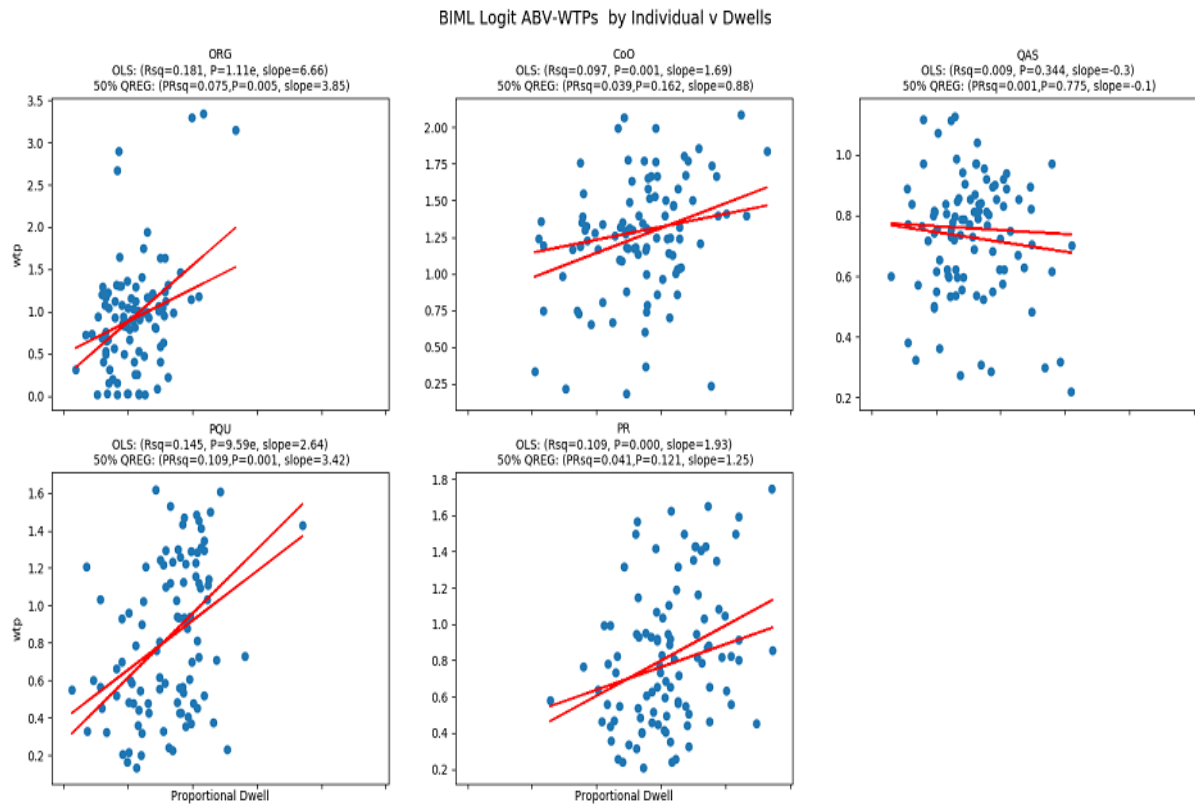 BIML Logit ABV-WTPs by Individual v Dwells
ORG
OLS: (Rsq=0.181, P=1.11e, slope=6.66)
50% QREG: (PRsq=0.075,P=0.005, slope=3.85)
CoO
OLS: (Rsq=0.097, P=0.001, slope=1.69)
50% QREG: (PRsq=0.039,P=0.162, slope=0.88)
QAS
OLS: (Rsq=0.009, P=0.344, slope=-0.3)
50% QREG: (PRsq=0.001,P=0.775, slope=-0.1)
3.5
3.0
2.5
2.0
1.5
1.0
0.5
0.0
wtp
2.00
1.75
1.50
1.25
1.00
0.75
0.50
0.25
1.0
0.8
0.6
0.4
0.2
PQU
OLS: (Rsq=0.145, P=9.59e, slope=2.64)
50% QREG: (PRsq=0.109,P=0.001, slope=3.42)
PR
OLS: (Rsq=0.109, P=0.000, slope=1.93)
50% QREG: (PRsq=0.041,P=0.121, slope=1.25)
1.6
1.4
1.2
1.0
0.8
0.6
0.4
0.2
wtp
Proportional Dwell
1.8
1.6
1.4
1.2
1.0
0.8
0.6
0.4
0.2
Proportional Dwell